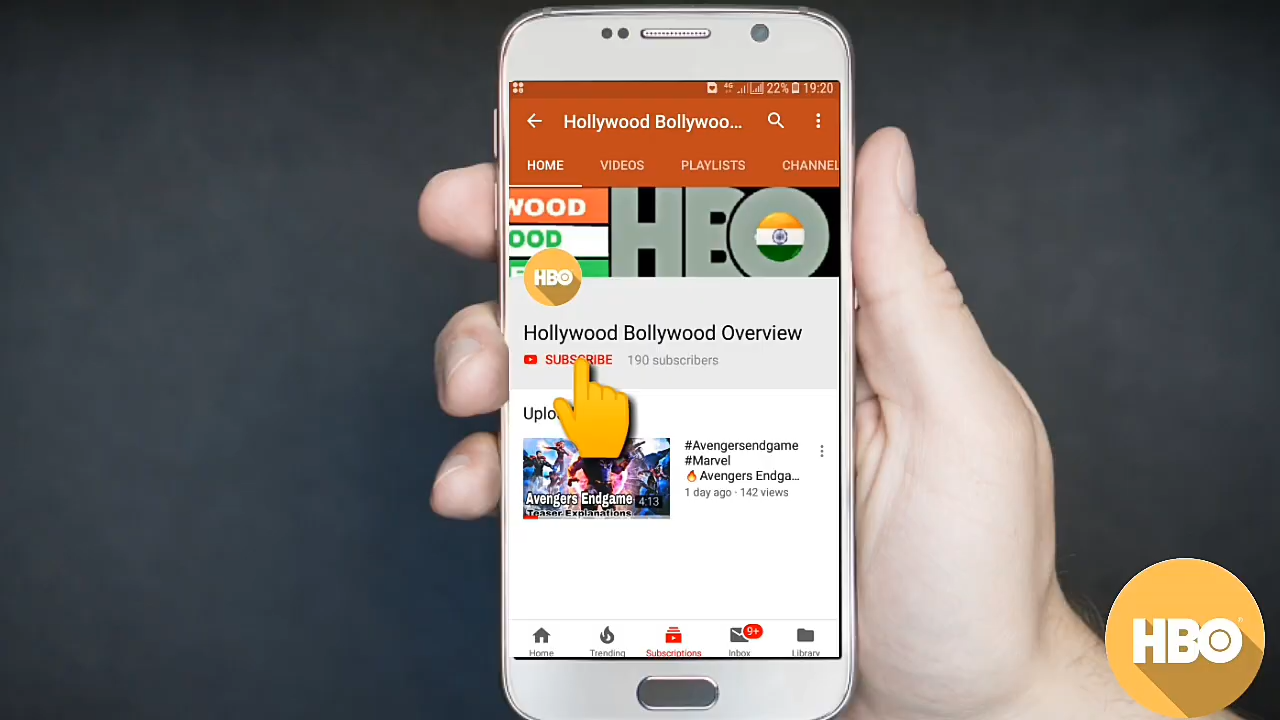 4G 22% 19:20
Hollywood Bollywoo...
HOME VIDEOS PLAYLISTS CHANNEL
WOOD
OOD
HBO
HBO
Hollywood Bollywood Overview
SUBSCRIBE 190 subscribers
Uplo
#Avengersendgame
#Marvel
🔥Avengers Endga...
1 day ago · 142 views
Avengers Endgame 4:13
Teaser Explanations
9+
Home Trending Subscriptions Inbox Library
HBO